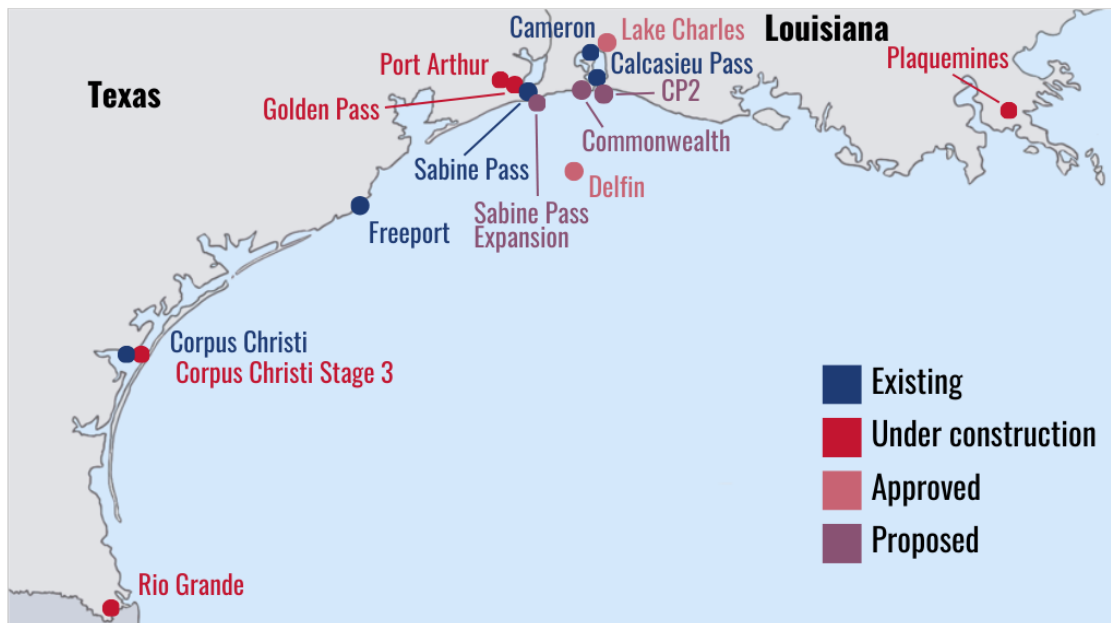 Louisiana
Cameron
Lake Charles
Calcasieu Pass
Plaquemines
Port Arthur
Texas
CP2
Golden Pass
Commonwealth
Sabine Pass
Delfin
Sabine Pass
Expansion
Freeport
Corpus Christi
Corpus Christi Stage 3
Existing
Under construction
Approved
Proposed
Rio Grande